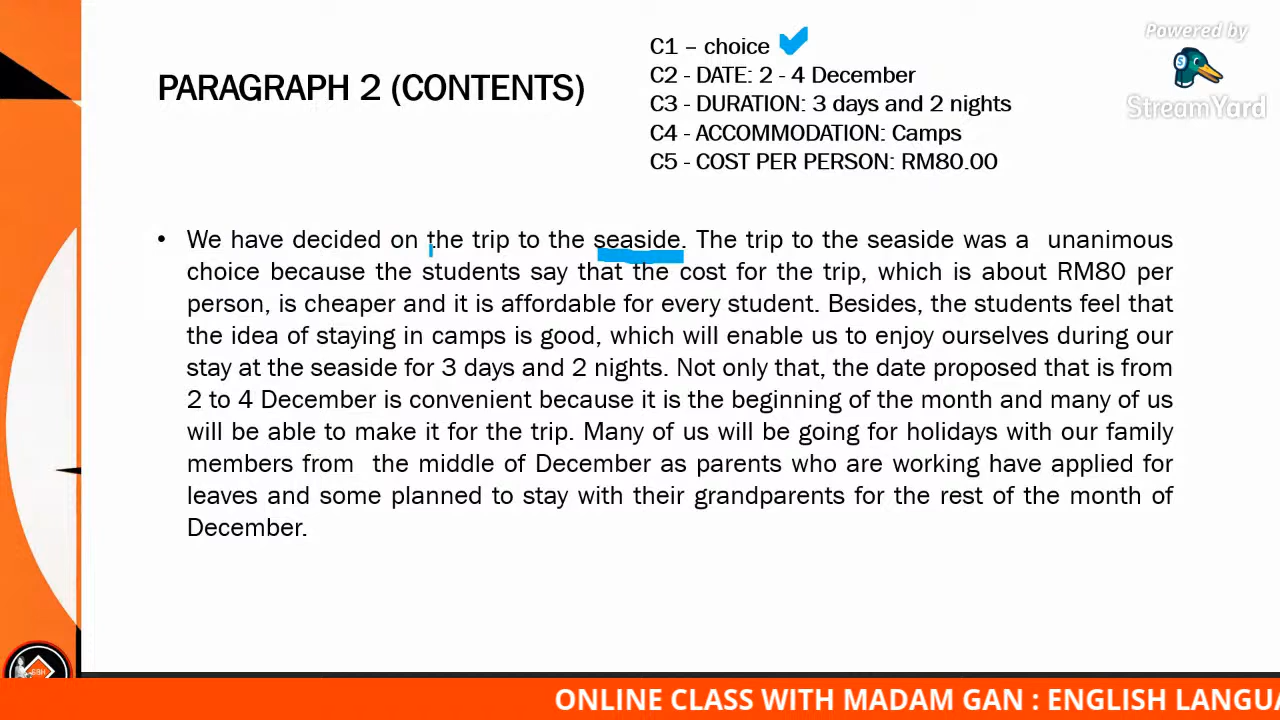 Powered by
StreamYard
C1 – choice
C2 - DATE: 2 - 4 December
C3 - DURATION: 3 days and 2 nights
C4 - ACCOMMODATION: Camps
C5 - COST PER PERSON: RM80.00
PARAGRAPH 2 (CONTENTS)
• We have decided on the trip to the seaside. The trip to the seaside was a unanimous
choice because the students say that the cost for the trip, which is about RM80 per
person, is cheaper and it is affordable for every student. Besides, the students feel that
the idea of staying in camps is good, which will enable us to enjoy ourselves during our
stay at the seaside for 3 days and 2 nights. Not only that, the date proposed that is from
2 to 4 December is convenient because it is the beginning of the month and many of us
will be able to make it for the trip. Many of us will be going for holidays with our family
members from the middle of December as parents who are working have applied for
leaves and some planned to stay with their grandparents for the rest of the month of
December.
ONLINE CLASS WITH MADAM GAN : ENGLISH LANGUA